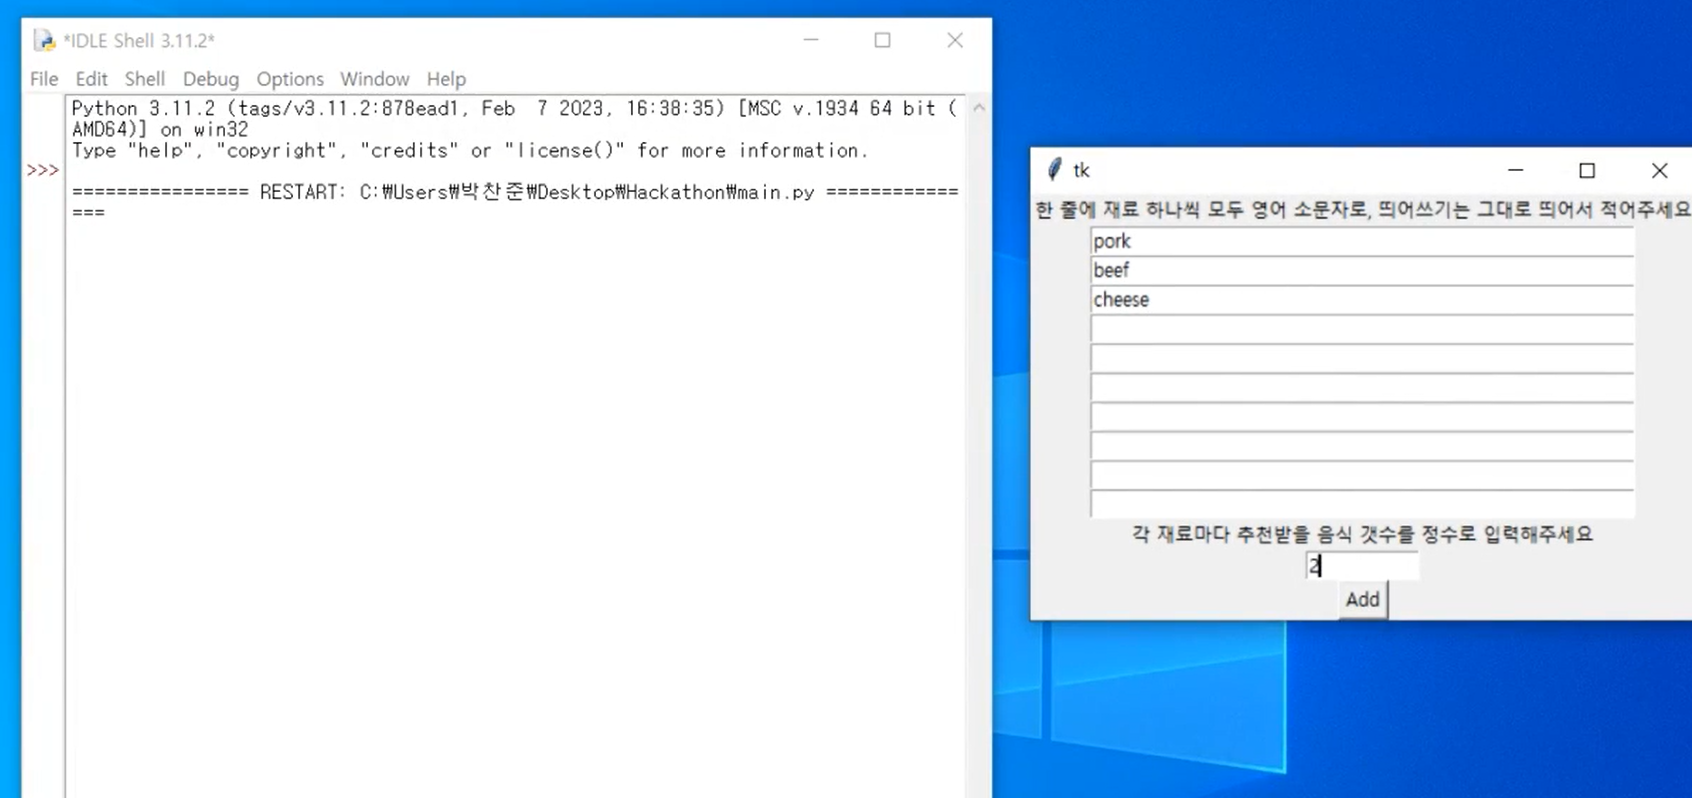 *IDLE Shell 3.11.2*
File Edit Shell Debug Options Window Help
Python 3.11.2 (tags/v3.11.2:878ead1, Feb  7 2023, 16:38:35) [MSC v.1934 64 bit (
AMD64)] on win32
Type "help", "copyright", "credits" or "license()" for more information.
>>>
================ RESTART: C:₩Users₩박찬준₩Desktop₩Hackathon₩main.py ============
===
tk
한 줄에 재료 하나씩 모두 영어 소문자로, 띄어쓰기는 그대로 띄어서 적어주세요
pork
beef
cheese
각 재료마다 추천받을 음식 갯수를 정수로 입력해주세요
2
Add